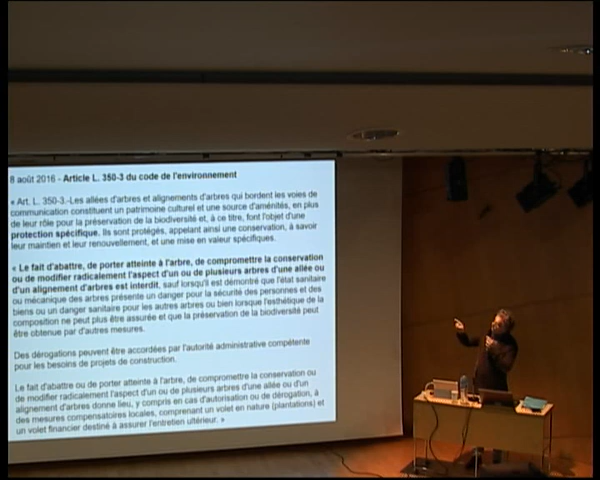 8 août 2016 - Article L. 350-3 du code de l'environnement
« Art. L. 350-3.-Les allées d'arbres et alignements d'arbres qui bordent les voies de
communication constituent un patrimoine culturel et une source d'aménités, en plus
de leur rôle pour la préservation de la biodiversité et, à ce titre, font l'objet d'une
protection spécifique. Ils sont protégés, appelant ainsi une conservation, à savoir
leur maintien et leur renouvellement, et une mise en valeur spécifiques.
« Le fait d'abattre, de porter atteinte à l'arbre, de compromettre la conservation
ou de modifier radicalement l'aspect d'un ou de plusieurs arbres d'une allée ou
d'un alignement d'arbres est interdit, sauf lorsqu'il est démontré que l'état sanitaire
ou mécanique des arbres présente un danger pour la sécurité des personnes et des
biens ou un danger sanitaire pour les autres arbres ou bien lorsque l'esthétique de la
composition ne peut plus être assurée et que la préservation de la biodiversité peut
être obtenue par d'autres mesures.
Des dérogations peuvent être accordées par l'autorité administrative compétente
pour les besoins de projets de construction.
Le fait d'abattre ou de porter atteinte à l'arbre, de compromettre la conservation ou
de modifier radicalement l'aspect d'un ou de plusieurs arbres d'une allée ou d'un
alignement d'arbres donne lieu, y compris en cas d'autorisation ou de dérogation, à
des mesures compensatoires locales, comprenant un volet en nature (plantations) et
un volet financier destiné à assurer l'entretien ultérieur. »